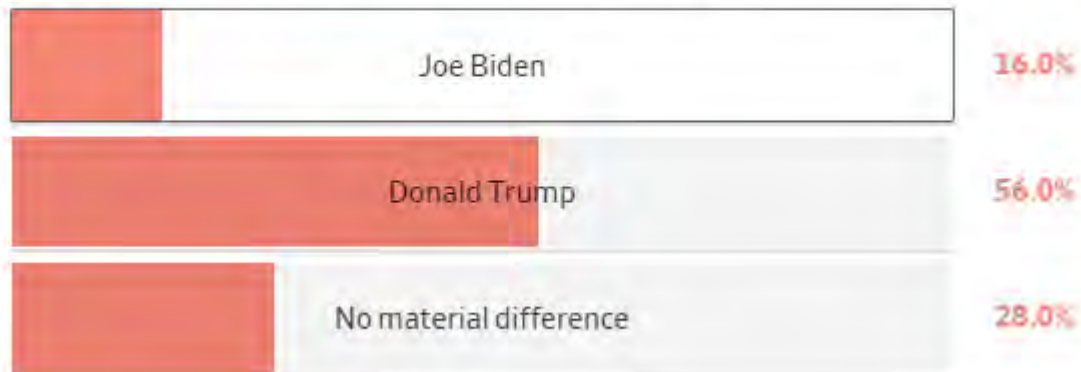 Joe Biden 16.0%
Donald Trump 56.0%
No material difference 28.0%